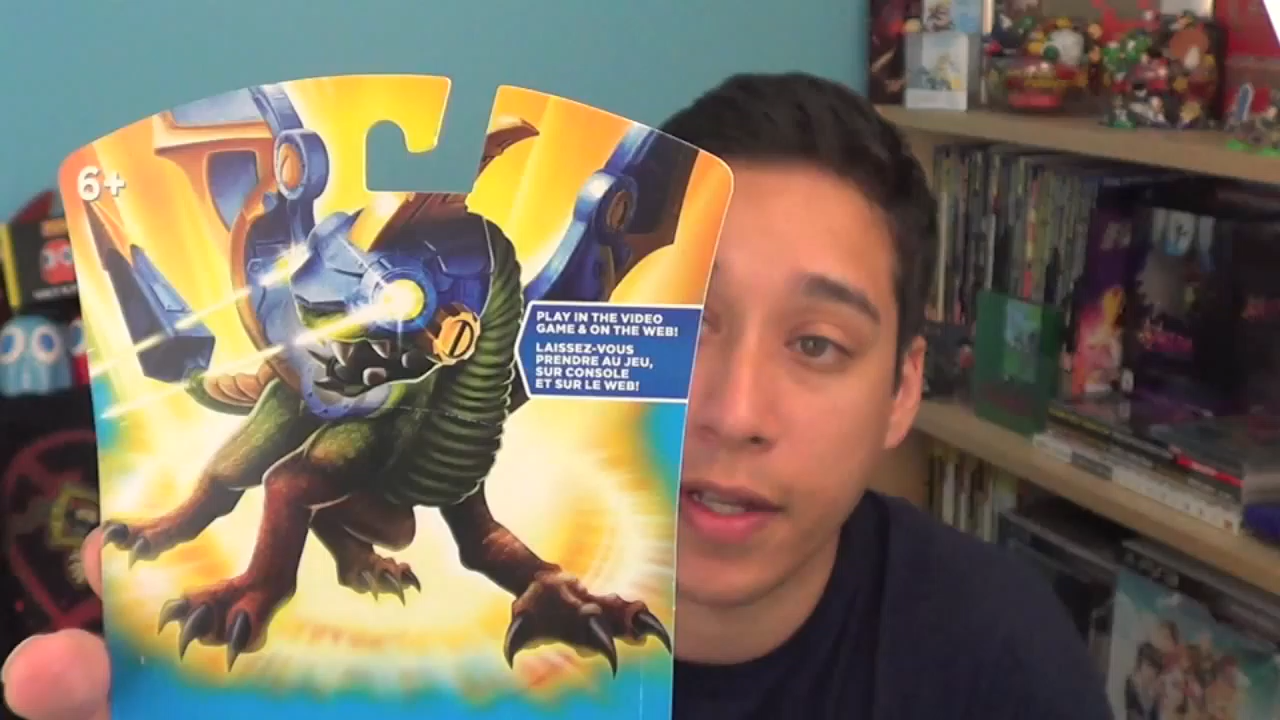 6+
PLAY IN THE VIDEO
GAME & ON THE WEB!
LAISSEZ-VOUS
PRENDRE AU JEU,
SUR CONSOLE
ET SUR LE WEB!